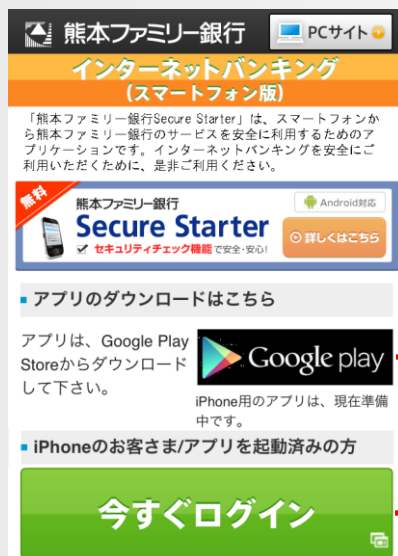 熊本ファミリー銀行
PCサイト
インターネットバンキング
(スマートフォン版)
「熊本ファミリー銀行Secure Starter」は、スマートフォンか
ら熊本ファミリー銀行のサービスを安全に利用するためのア
プリケーションです。インターネットバンキングを安全にご
利用いただくために、是非ご利用ください。
無料
熊本ファミリー銀行
Android対応
Secure Starter
詳しくはこちら
セキュリティチェック機能で安全・安心!
アプリのダウンロードはこちら
アプリは、Google Play
Storeからダウンロード
して下さい。
Google play
iPhone用のアプリは、現在準備
中です。
iPhoneのお客さま/アプリを起動済みの方
今すぐログイン